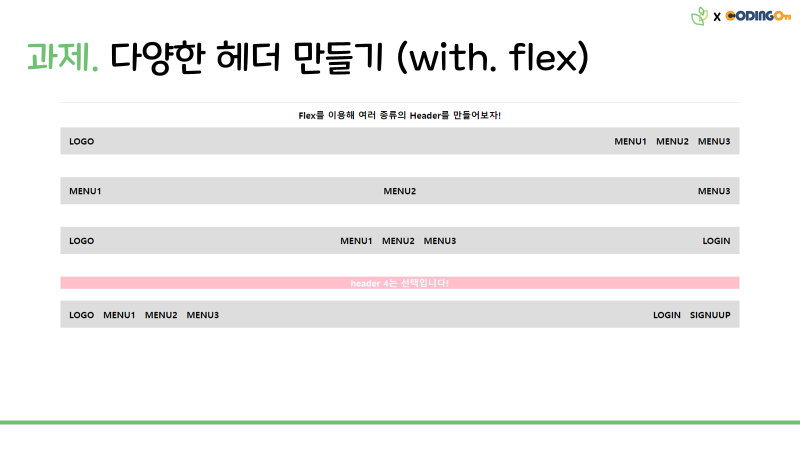 X CODINGOn
과제. 다양한 헤더 만들기 (with. flex)
Flex를 이용해 여러 종류의 Header를 만들어보자!
LOGO MENU1 MENU2 MENU3
MENU1 MENU2 MENU3
LOGO MENU1 MENU2 MENU3 LOGIN
header 4는 선택입니다!
LOGO MENU1 MENU2 MENU3 LOGIN SIGNUUP